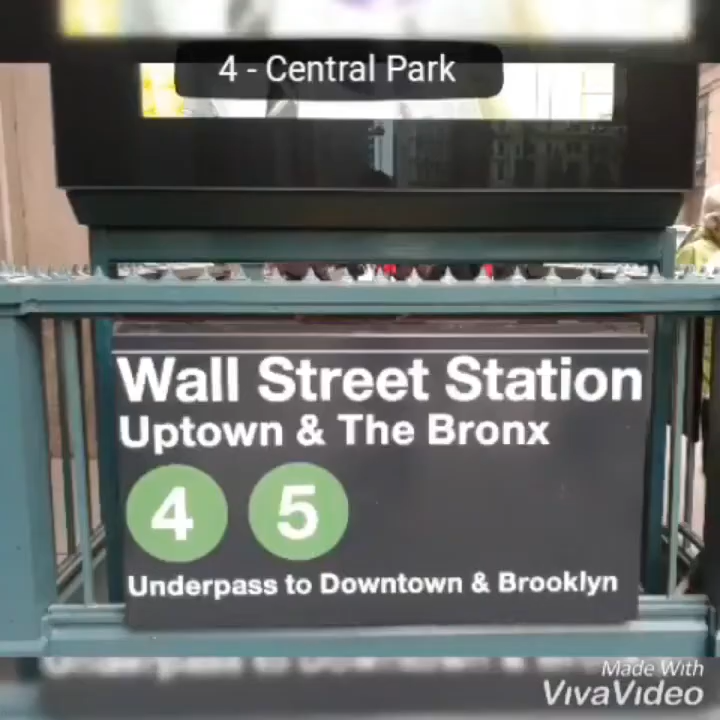 4 - Central Park
Wall Street Station
Uptown & The Bronx
4 5
Underpass to Downtown & Brooklyn
Made With
VivaVideo